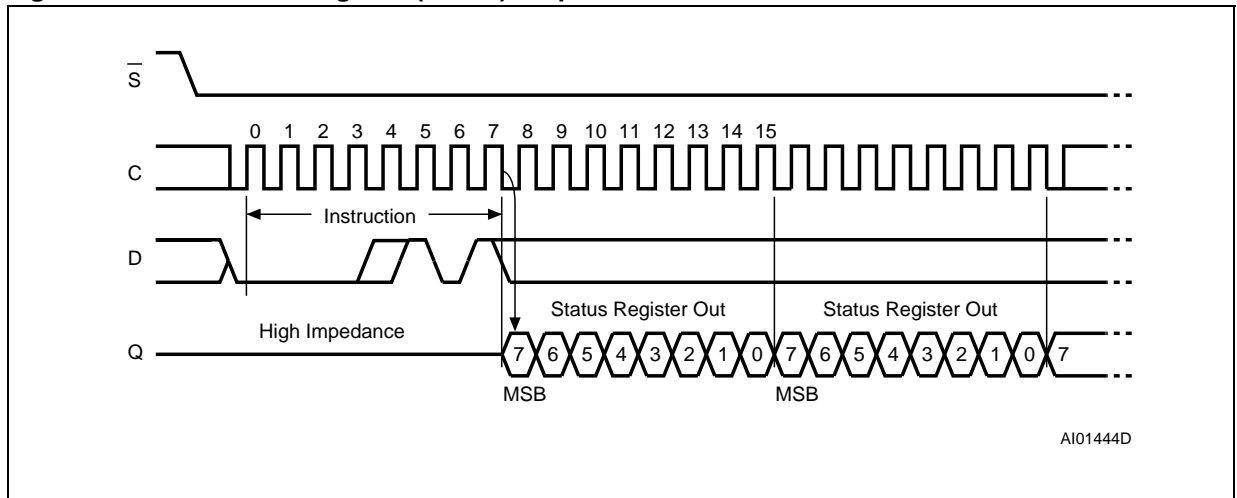 S
0 1 2 3 4 5 6 7 8 9 10 11 12 13 14 15
C
Instruction
D
Status Register Out Status Register Out
High Impedance
Q 7 6 5 4 3 2 1 0 7 6 5 4 3 2 1 0 7
MSB MSB
AI01444D